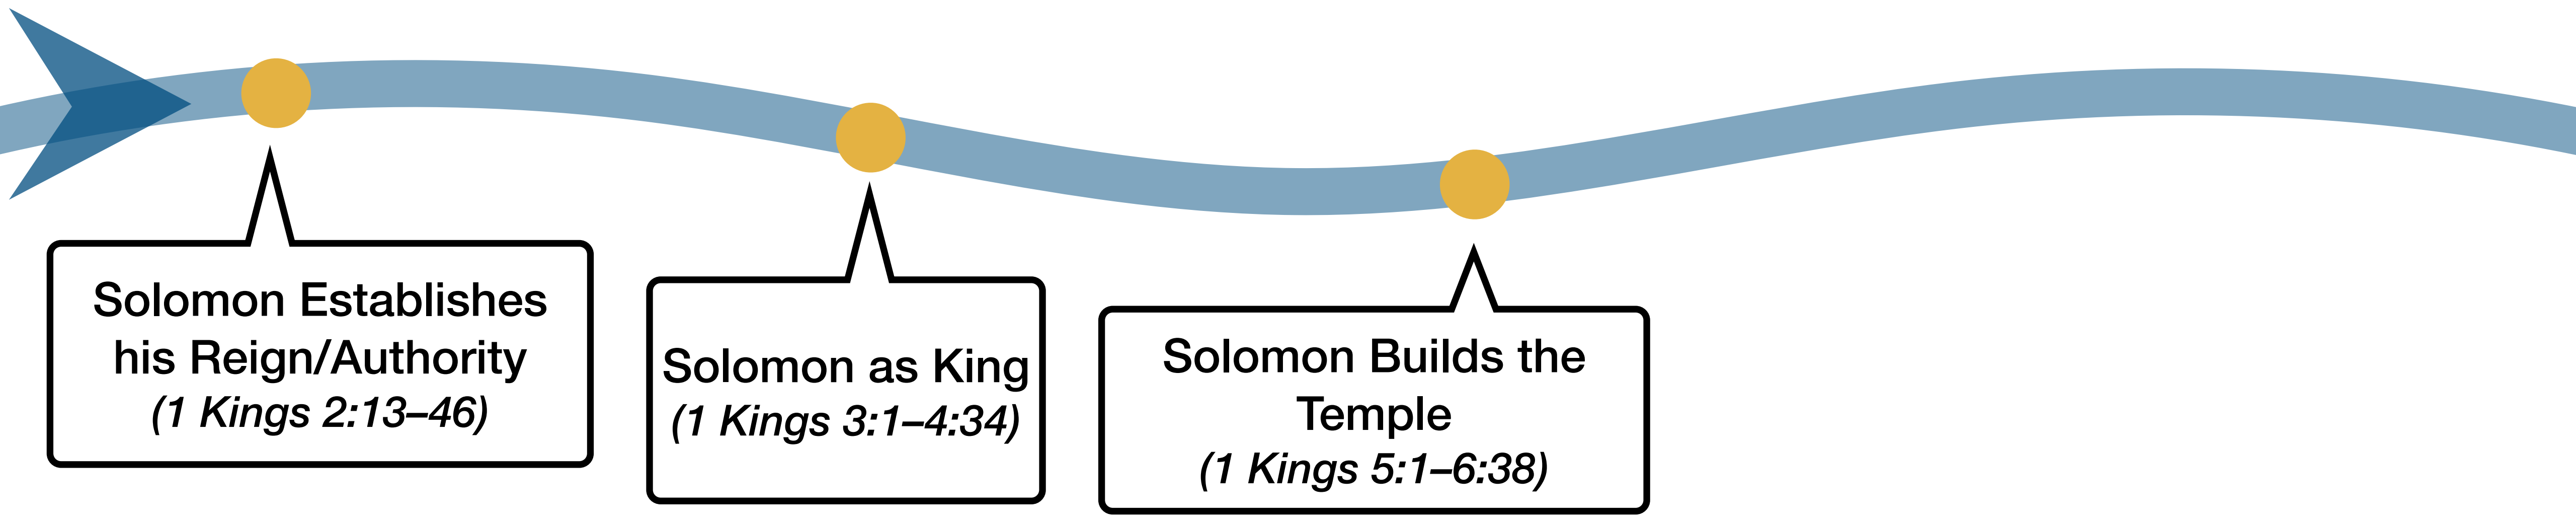 Solomon Establishes
his Reign/Authority
(1 Kings 2:13–46)
Solomon as King
(1 Kings 3:1–4:34)
Solomon Builds the
Temple
(1 Kings 5:1–6:38)